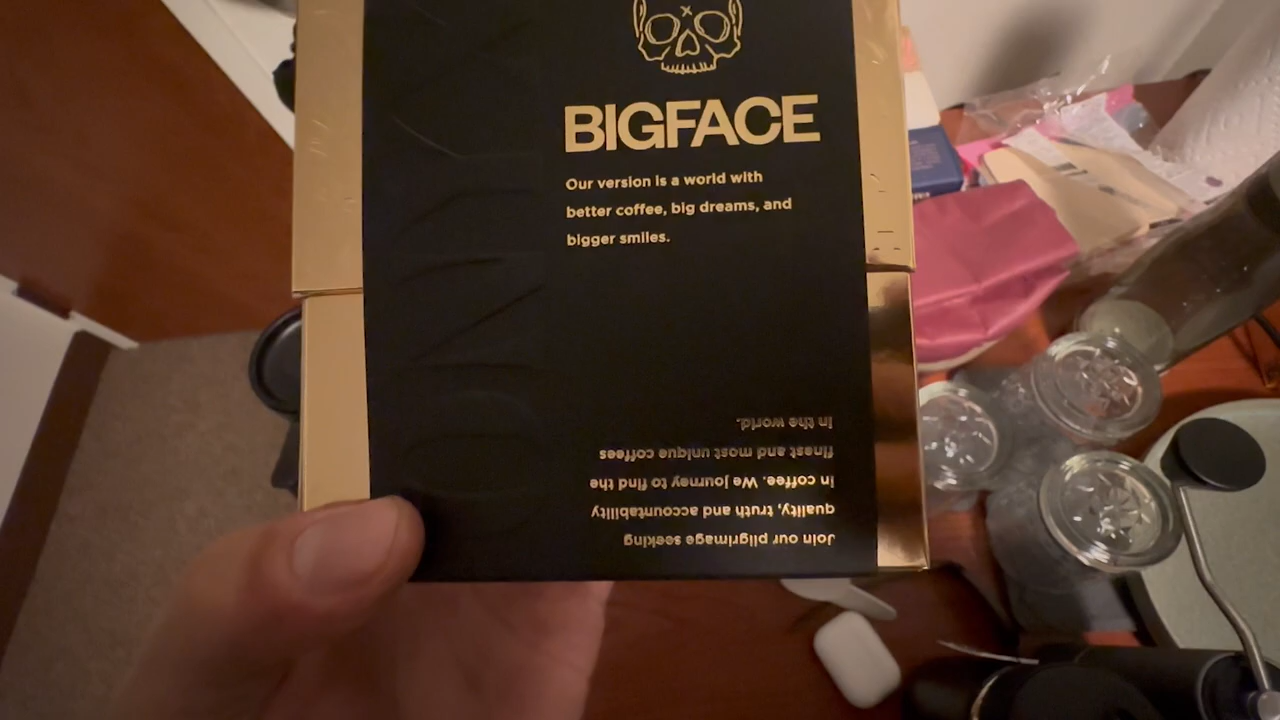 BIGFACE
Our version is a world with
better coffee, big dreams, and
bigger smiles.
Join our pilgrimage seeking
quality, truth and accountability
in coffee. We journey to find the
finest and most unique coffees
in the world.